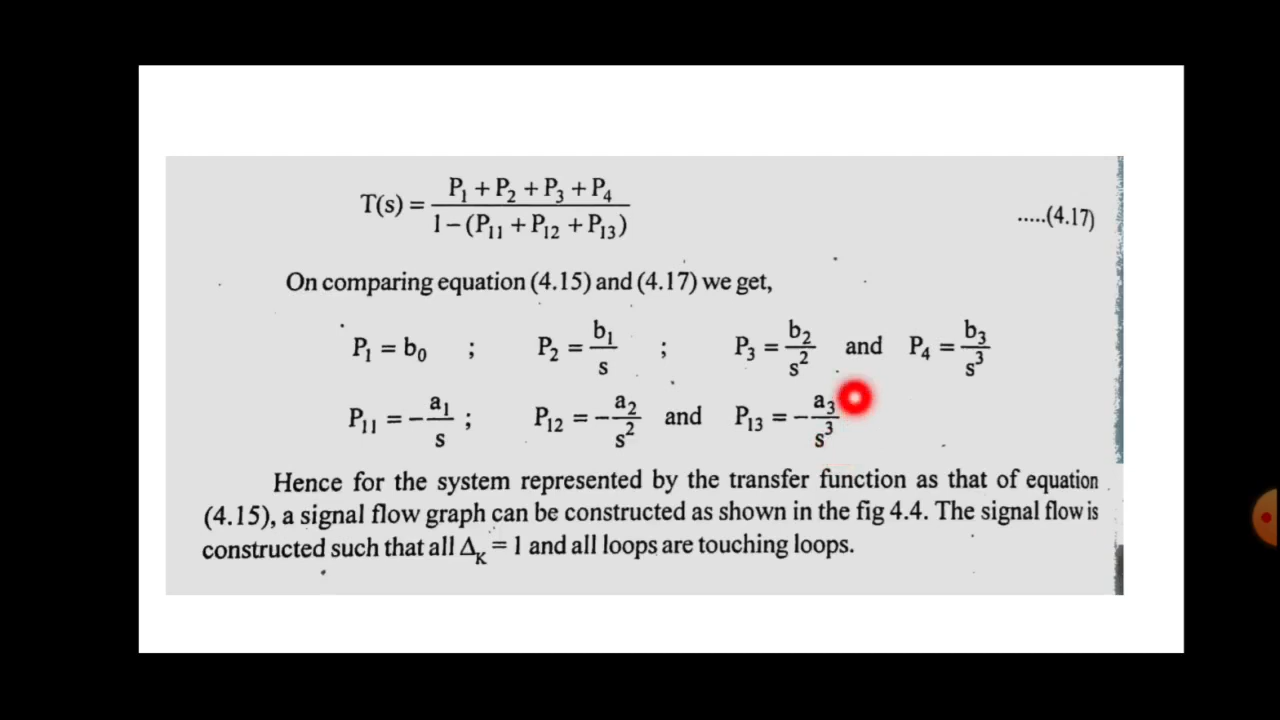 T(s) = (P₁ + P₂ + P₃ + P₄) / (1 – (P₁₁ + P₁₂ + P₁₃)) .....(4.17)
On comparing equation (4.15) and (4.17) we get,
P₁ = b₀ ; P₂ = b₁/s ; P₃ = b₂/s² and P₄ = b₃/s³
P₁₁ = – a₁/s ; P₁₂ = – a₂/s² and P₁₃ = – a₃/s³
Hence for the system represented by the transfer function as that of equation
(4.15), a signal flow graph can be constructed as shown in the fig 4.4. The signal flow is
constructed such that all Δ_K = 1 and all loops are touching loops.